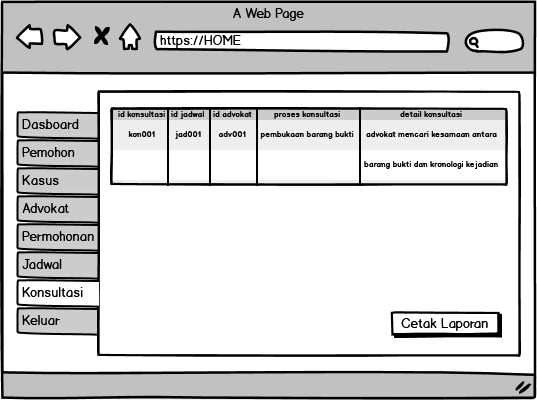 A Web Page
https://HOME
Dasboard
Pemohon
Kasus
Advokat
Permohonan
Jadwal
Konsultasi
Keluar
id konsultasi id jadwal id advokat proses konsultasi detail konsultasi
kon001 jad001 adv001 pembukaan barang bukti advokat mencari kesamaan antara
barang bukti dan kronologi kejadian
Cetak Laporan